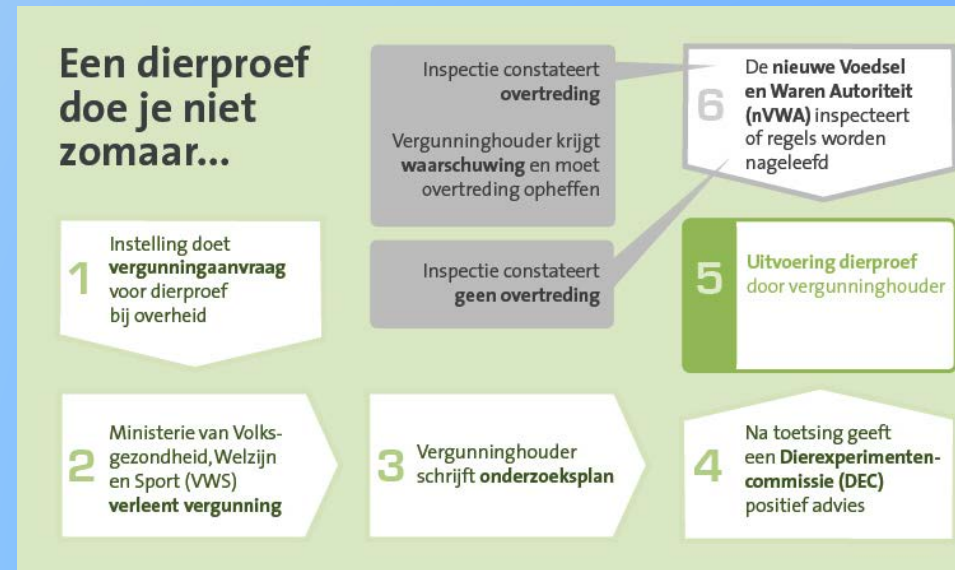 Een dierproef
doe je niet
zomaar...
1
Instelling doet
vergunningaanvraag
voor dierproef
bij overheid
2
Ministerie van Volks-
gezondheid, Welzijn
en Sport (VWS)
verleent vergunning
3
Vergunninghouder
schrijft onderzoeksplan
4
Na toetsing geeft
een Dierexperimenten-
commissie (DEC)
positief advies
5
Uitvoering dierproef
door vergunninghouder
6
De nieuwe Voedsel
en Waren Autoriteit
(nVWA) inspecteert
of regels worden
nageleefd
Inspectie constateert
overtreding
Vergunninghouder krijgt
waarschuwing en moet
overtreding opheffen
Inspectie constateert
geen overtreding